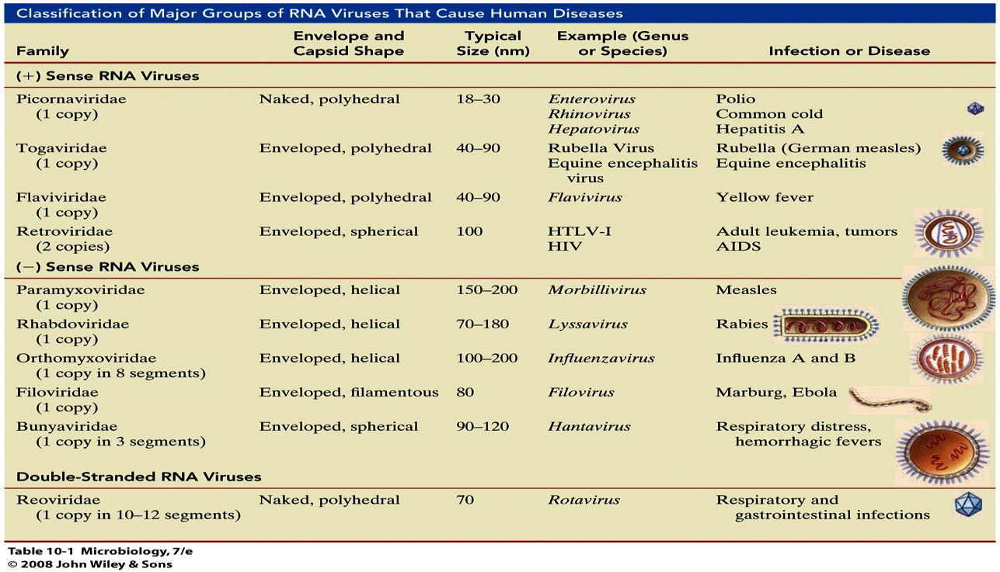 Classification of Major Groups of RNA Viruses That Cause Human Diseases
Family Envelope and Capsid Shape Typical Size (nm) Example (Genus or Species) Infection or Disease
(+) Sense RNA Viruses
Picornaviridae Naked, polyhedral 18–30 Enterovirus Polio
(1 copy) Rhinovirus Common cold
Hepatovirus Hepatitis A
Togaviridae Enveloped, polyhedral 40–90 Rubella Virus Rubella (German measles)
(1 copy) Equine encephalitis Equine encephalitis
virus
Flaviviridae Enveloped, polyhedral 40–90 Flavivirus Yellow fever
(1 copy)
Retroviridae Enveloped, spherical 100 HTLV-I Adult leukemia, tumors
(2 copies) HIV AIDS
(−) Sense RNA Viruses
Paramyxoviridae Enveloped, helical 150–200 Morbillivirus Measles
(1 copy)
Rhabdoviridae Enveloped, helical 70–180 Lyssavirus Rabies
(1 copy)
Orthomyxoviridae Enveloped, helical 100–200 Influenzavirus Influenza A and B
(1 copy in 8 segments)
Filoviridae Enveloped, filamentous 80 Filovirus Marburg, Ebola
(1 copy)
Bunyaviridae Enveloped, spherical 90–120 Hantavirus Respiratory distress,
(1 copy in 3 segments) hemorrhagic fevers
Double-Stranded RNA Viruses
Reoviridae Naked, polyhedral 70 Rotavirus Respiratory and
(1 copy in 10–12 segments) gastrointestinal infections
Table 10-1 Microbiology, 7/e
© 2008 John Wiley & Sons